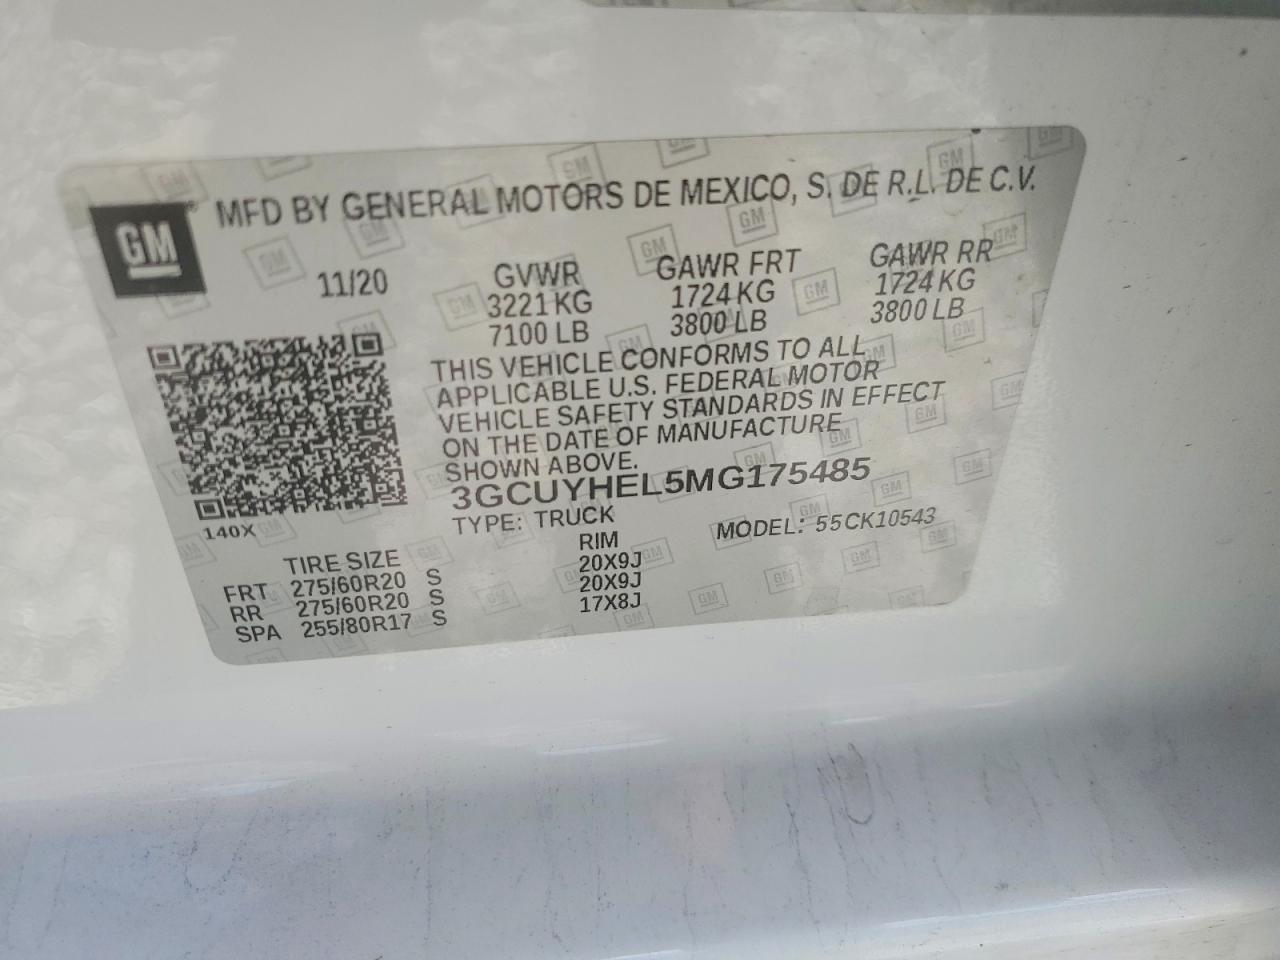 GM
MFD BY GENERAL MOTORS DE MEXICO, S. DE R.L. DE C.V.
11/20 GVWR GAWR FRT GAWR RR
3221 KG 1724 KG 1724 KG
7100 LB 3800 LB 3800 LB
THIS VEHICLE CONFORMS TO ALL
APPLICABLE U.S. FEDERAL MOTOR
VEHICLE SAFETY STANDARDS IN EFFECT
ON THE DATE OF MANUFACTURE
SHOWN ABOVE.
3GCUYHEL5MG175485
140X TYPE: TRUCK MODEL: 55CK10543
TIRE SIZE RIM
FRT 275/60R20 S 20X9J
RR 275/60R20 S 20X9J
SPA 255/80R17 S 17X8J